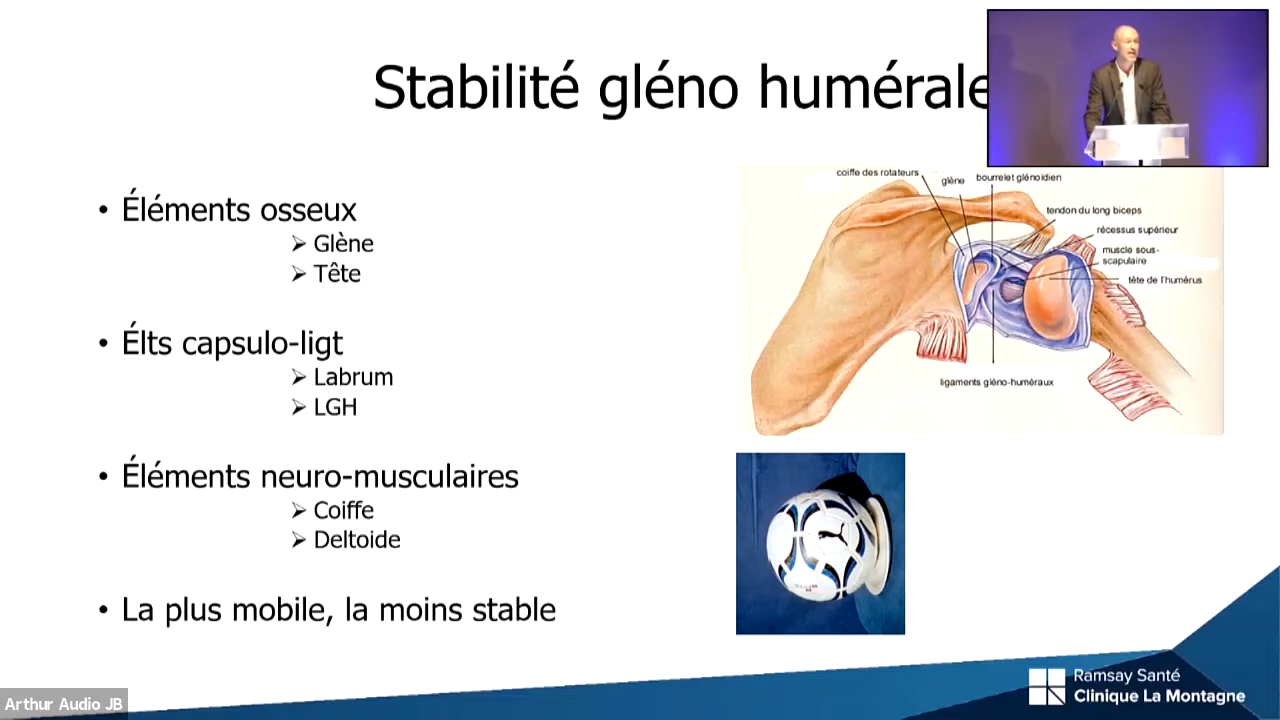 Stabilité gléno humérale
• Éléments osseux
➢ Glène
➢ Tête
• Élts capsulo-ligt
➢ Labrum
➢ LGH
• Éléments neuro-musculaires
➢ Coiffe
➢ Deltoide
• La plus mobile, la moins stable
coiffe des rotateurs
glène
bourrelet glénoïdien
tendon du long biceps
récessus supérieur
muscle sous-
scapulaire
tête de l'humérus
ligaments gléno-huméraux
Ramsay Santé
Clinique La Montagne
Arthur Audio JB